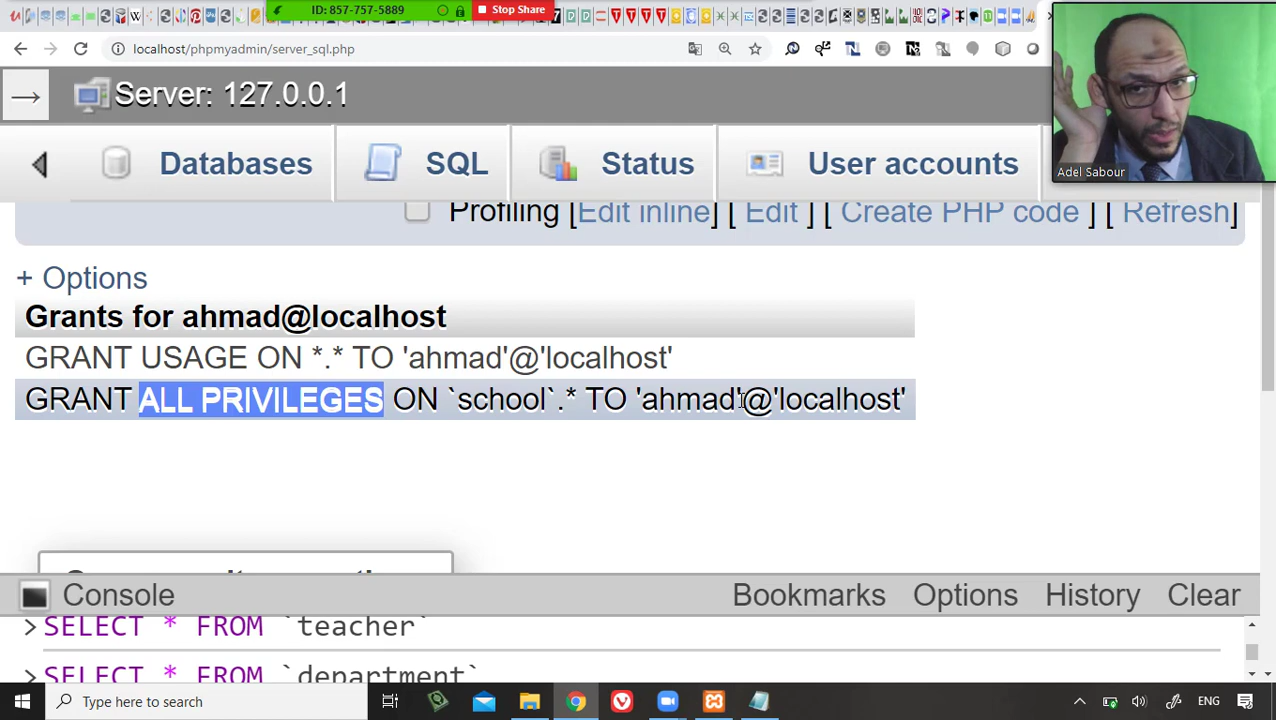 ID: 857-757-5889
Stop Share
localhost/phpmyadmin/server_sql.php
Adel Sabour
Server: 127.0.0.1
Databases
SQL
Status
User accounts
Profiling [Edit inline] [ Edit ] [ Create PHP code ] [ Refresh]
+ Options
Grants for ahmad@localhost
GRANT USAGE ON *.* TO 'ahmad'@'localhost'
GRANT ALL PRIVILEGES ON `school`.* TO 'ahmad'@'localhost'
Console
Bookmarks
Options
History
Clear
>SELECT * FROM `teacher`
>SELECT * FROM `department`
Type here to search
ENG